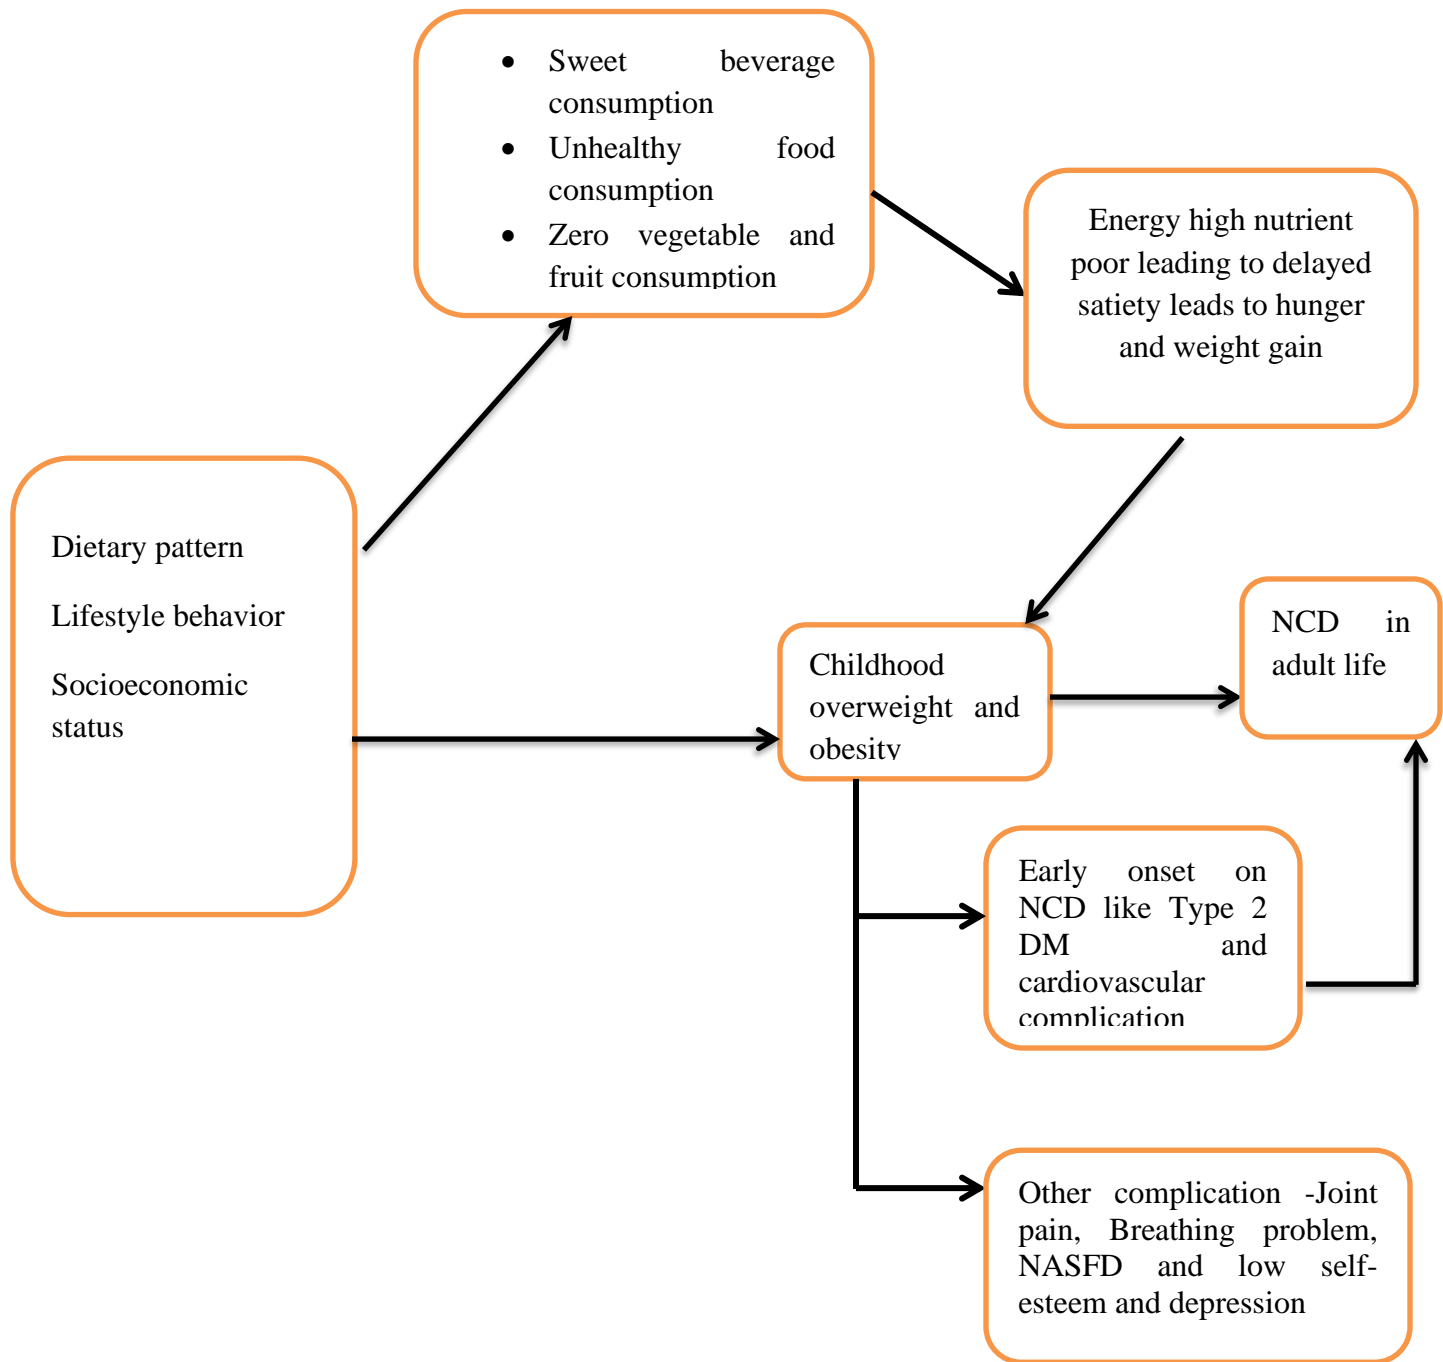 • Sweet beverage
consumption
• Unhealthy food
consumption
• Zero vegetable and
fruit consumption
Energy high nutrient
poor leading to delayed
satiety leads to hunger
and weight gain
Dietary pattern
Lifestyle behavior
Socioeconomic
status
Childhood
overweight and
obesity
NCD in
adult life
Early onset on
NCD like Type 2
DM and
cardiovascular
complication
Other complication -Joint
pain, Breathing problem,
NASFD and low self-
esteem and depression